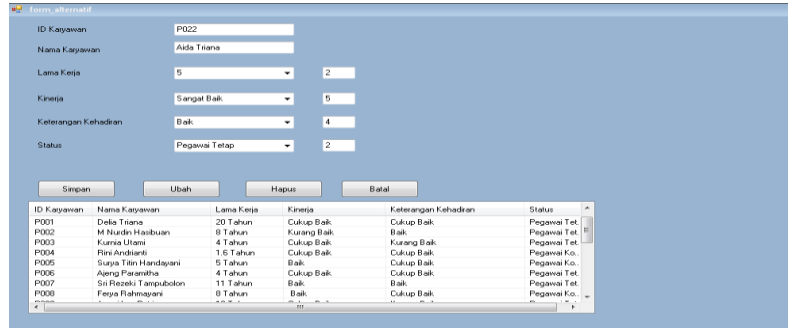 form_alternatif
ID Karyawan P022
Nama Karyawan Aida Triana
Lama Kerja 5 2
Kinerja Sangat Baik 5
Keterangan Kehadiran Baik 4
Status Pegawai Tetap 2
Simpan Ubah Hapus Batal
ID Karyawan Nama Karyawan Lama Kerja Kinerja Keterangan Kehadiran Status
P001 Delia Triana 20 Tahun Cukup Baik Cukup Baik Pegawai Tet.
P002 M Nurdin Hasibuan 8 Tahun Kurang Baik Baik Pegawai Tet.
P003 Kurnia Utami 4 Tahun Cukup Baik Kurang Baik Pegawai Tet.
P004 Rini Andrianti 1.6 Tahun Cukup Baik Cukup Baik Pegawai Ko..
P005 Surya Titin Handayani 5 Tahun Baik Cukup Baik Pegawai Ko..
P006 Ajeng Paramitha 4 Tahun Cukup Baik Cukup Baik Pegawai Tet.
P007 Sri Rezeki Tampubolon 11 Tahun Baik Baik Pegawai Tet.
P008 Ferya Rahmayani 8 Tahun Baik Cukup Baik Pegawai Ko..